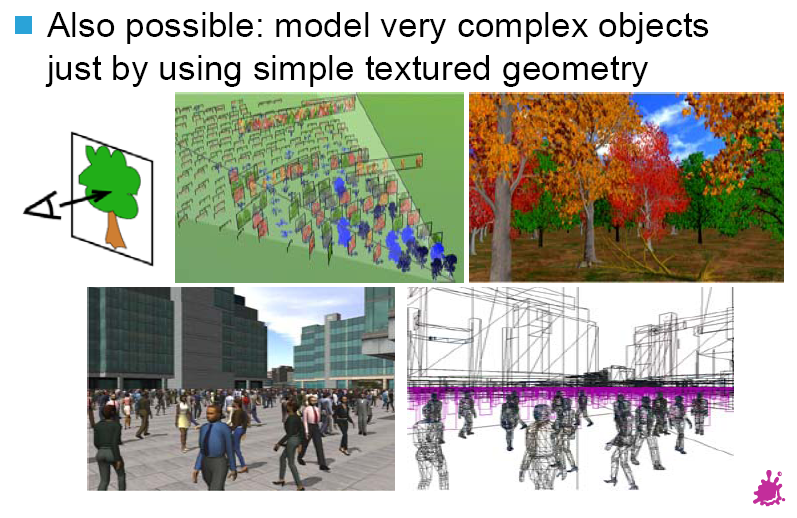 Also possible: model very complex objects
just by using simple textured geometry